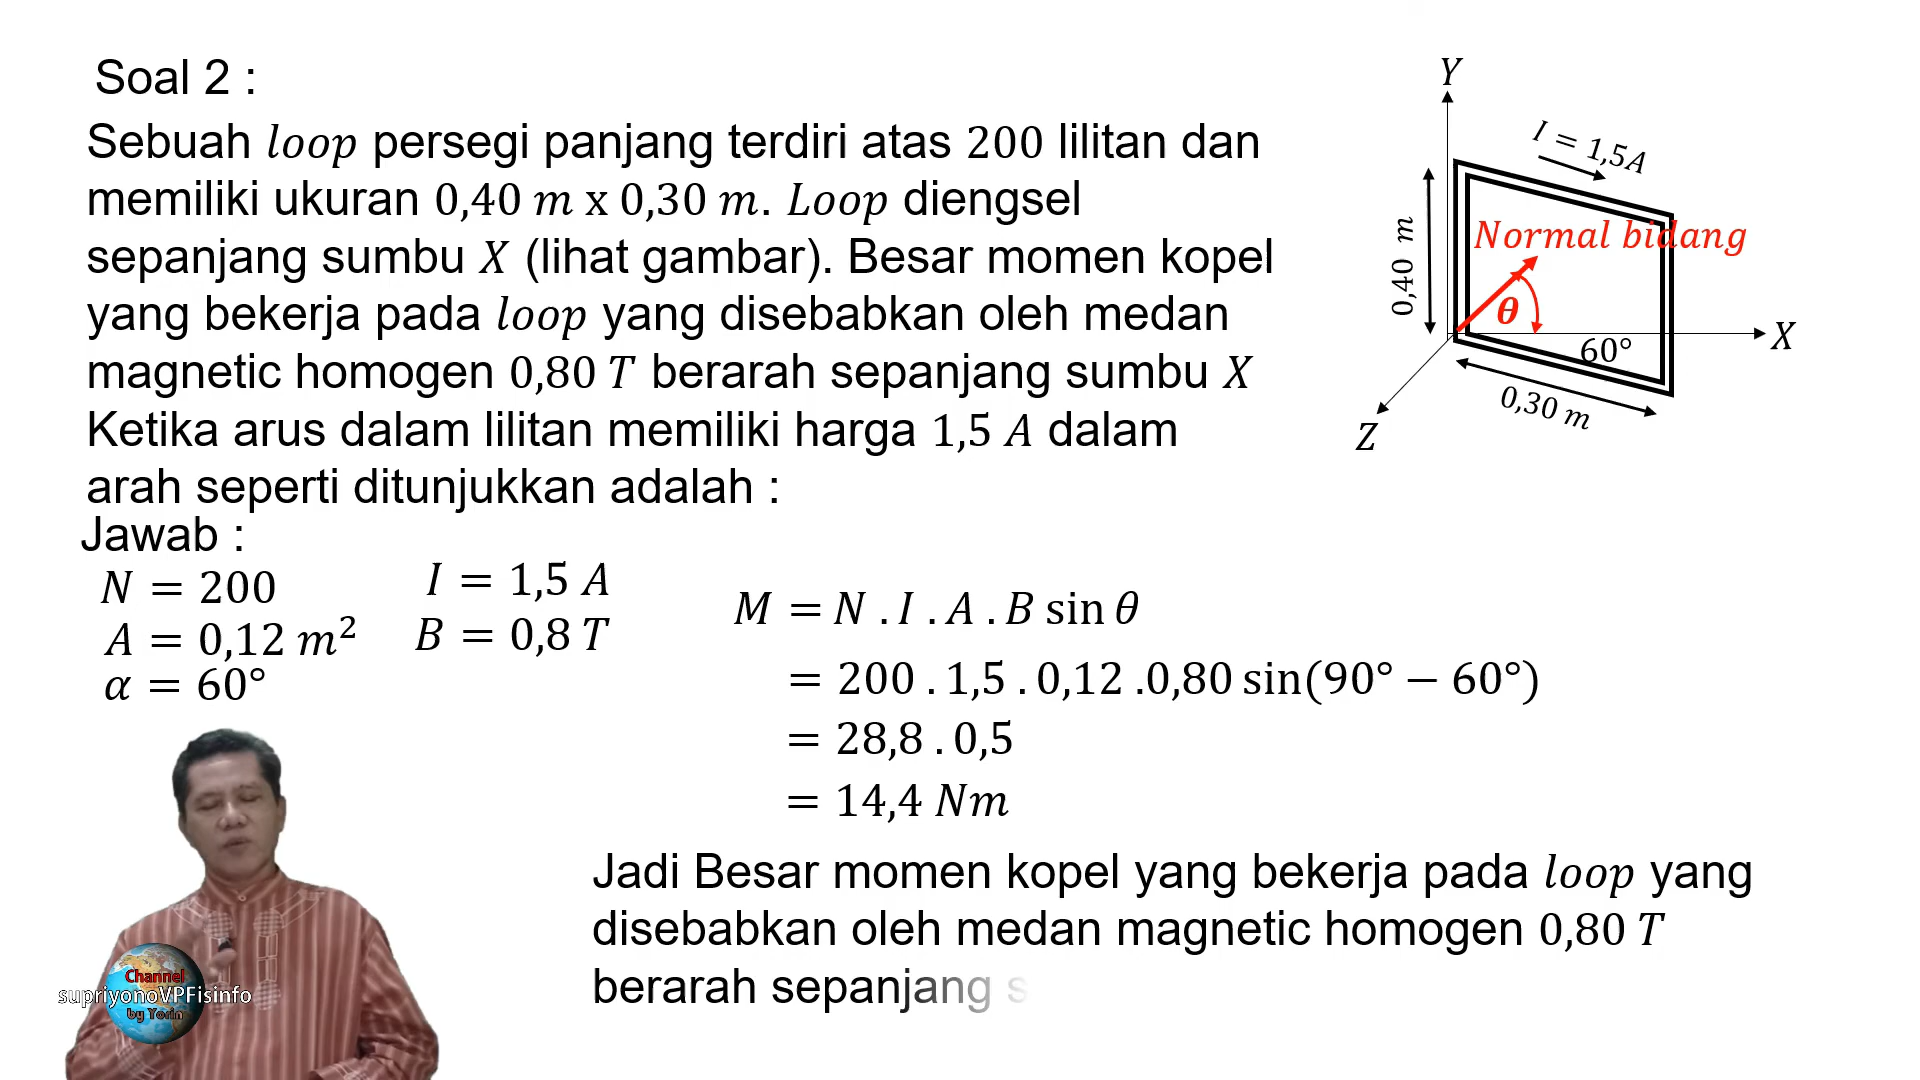 Soal 2 :
Sebuah loop persegi panjang terdiri atas 200 lilitan dan
memiliki ukuran 0,40 m x 0,30 m. Loop diengsel
sepanjang sumbu X (lihat gambar). Besar momen kopel
yang bekerja pada loop yang disebabkan oleh medan
magnetic homogen 0,80 T berarah sepanjang sumbu X
Ketika arus dalam lilitan memiliki harga 1,5 A dalam
arah seperti ditunjukkan adalah :
Y
I = 1,5A
0,40 m
Normal bidang
θ
60°
X
0,30 m
Z
Jawab :
N = 200
I = 1,5 A
A = 0,12 m²
B = 0,8 T
α = 60°
M = N . I . A . B sin θ
= 200 . 1,5 . 0,12 .0,80 sin(90° − 60°)
= 28,8 . 0,5
= 14,4 Nm
Jadi Besar momen kopel yang bekerja pada loop yang
disebabkan oleh medan magnetic homogen 0,80 T
berarah sepanjang s
Channel
supriyonoVPFisinfo
by Yorin